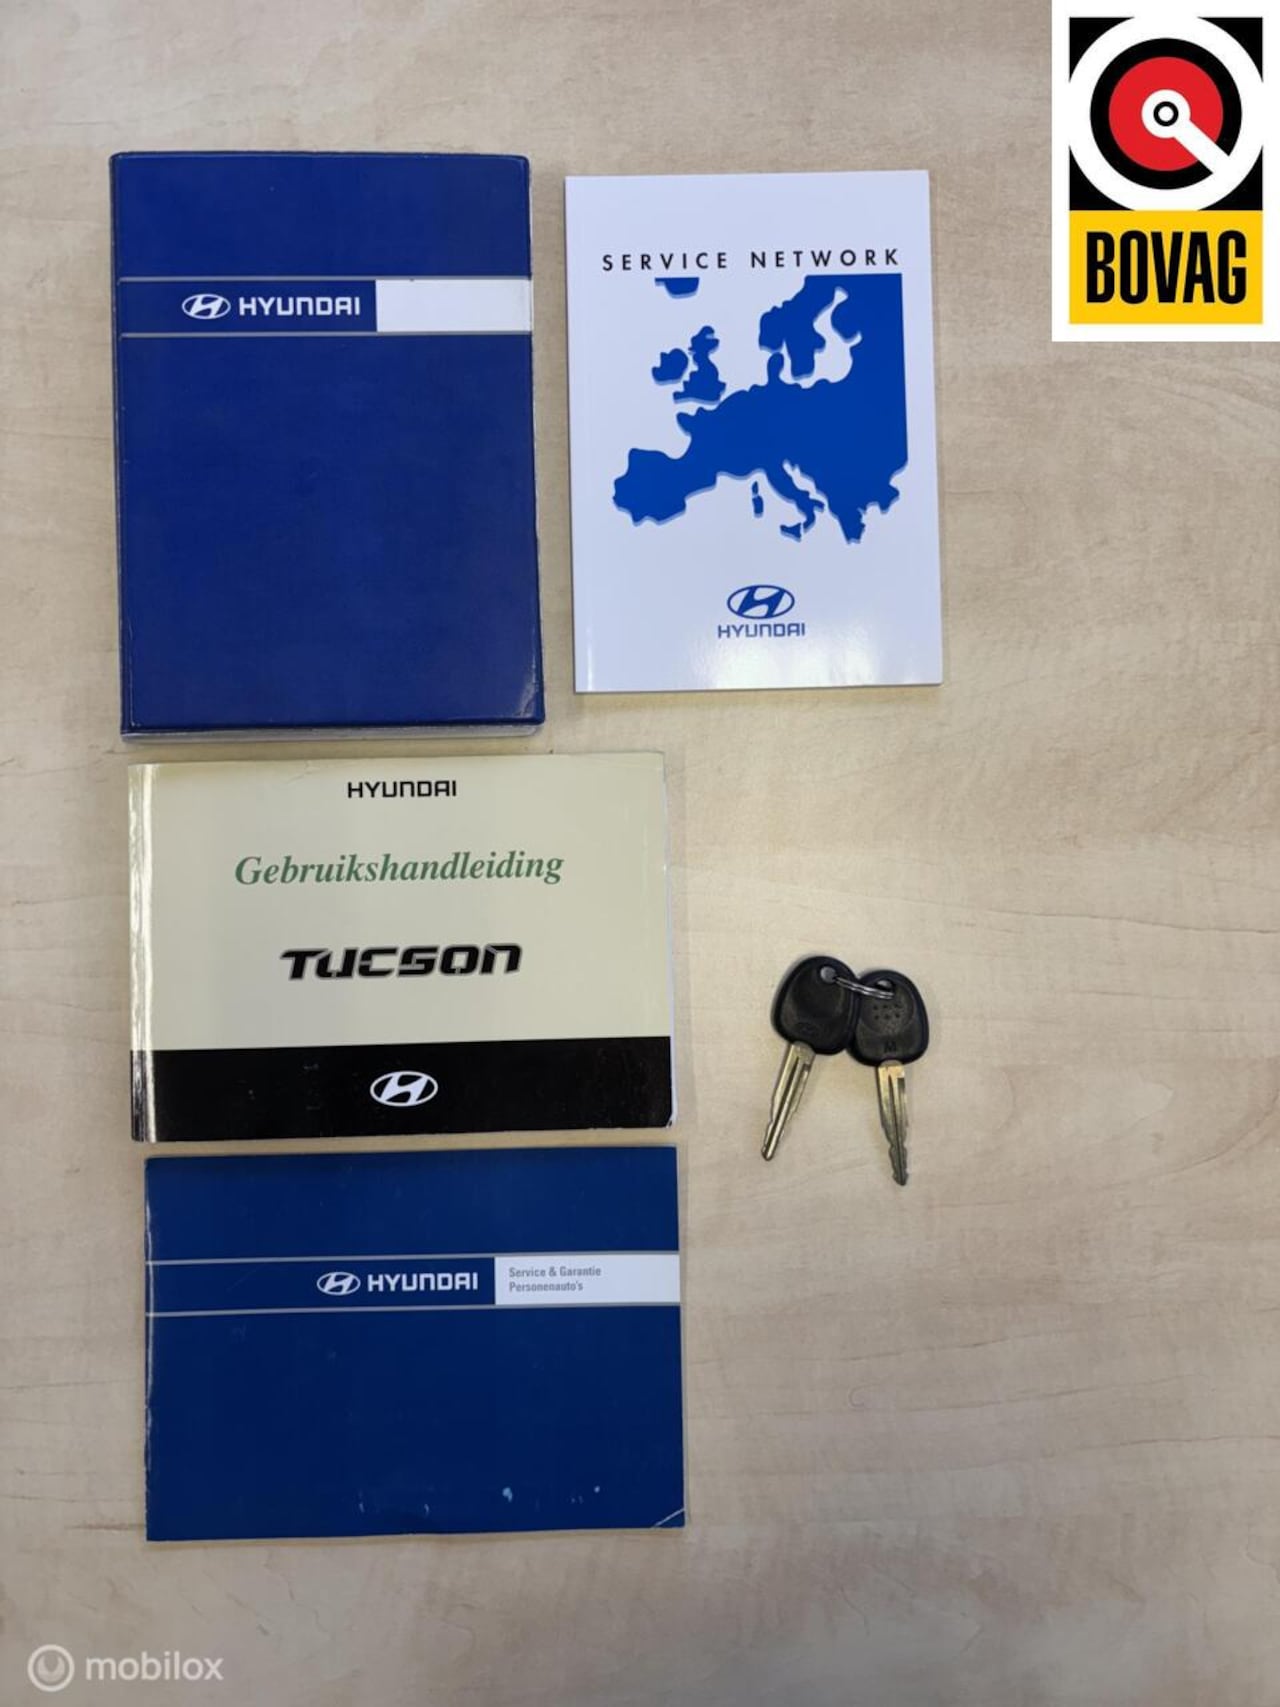 BOVAG
HYUNDAI
SERVICE NETWORK
HYUNDAI
HYUNDAI
Gebruikshandleiding
TUCSON
HYUNDAI
Service & Garantie
Personenauto's
M
mobilox